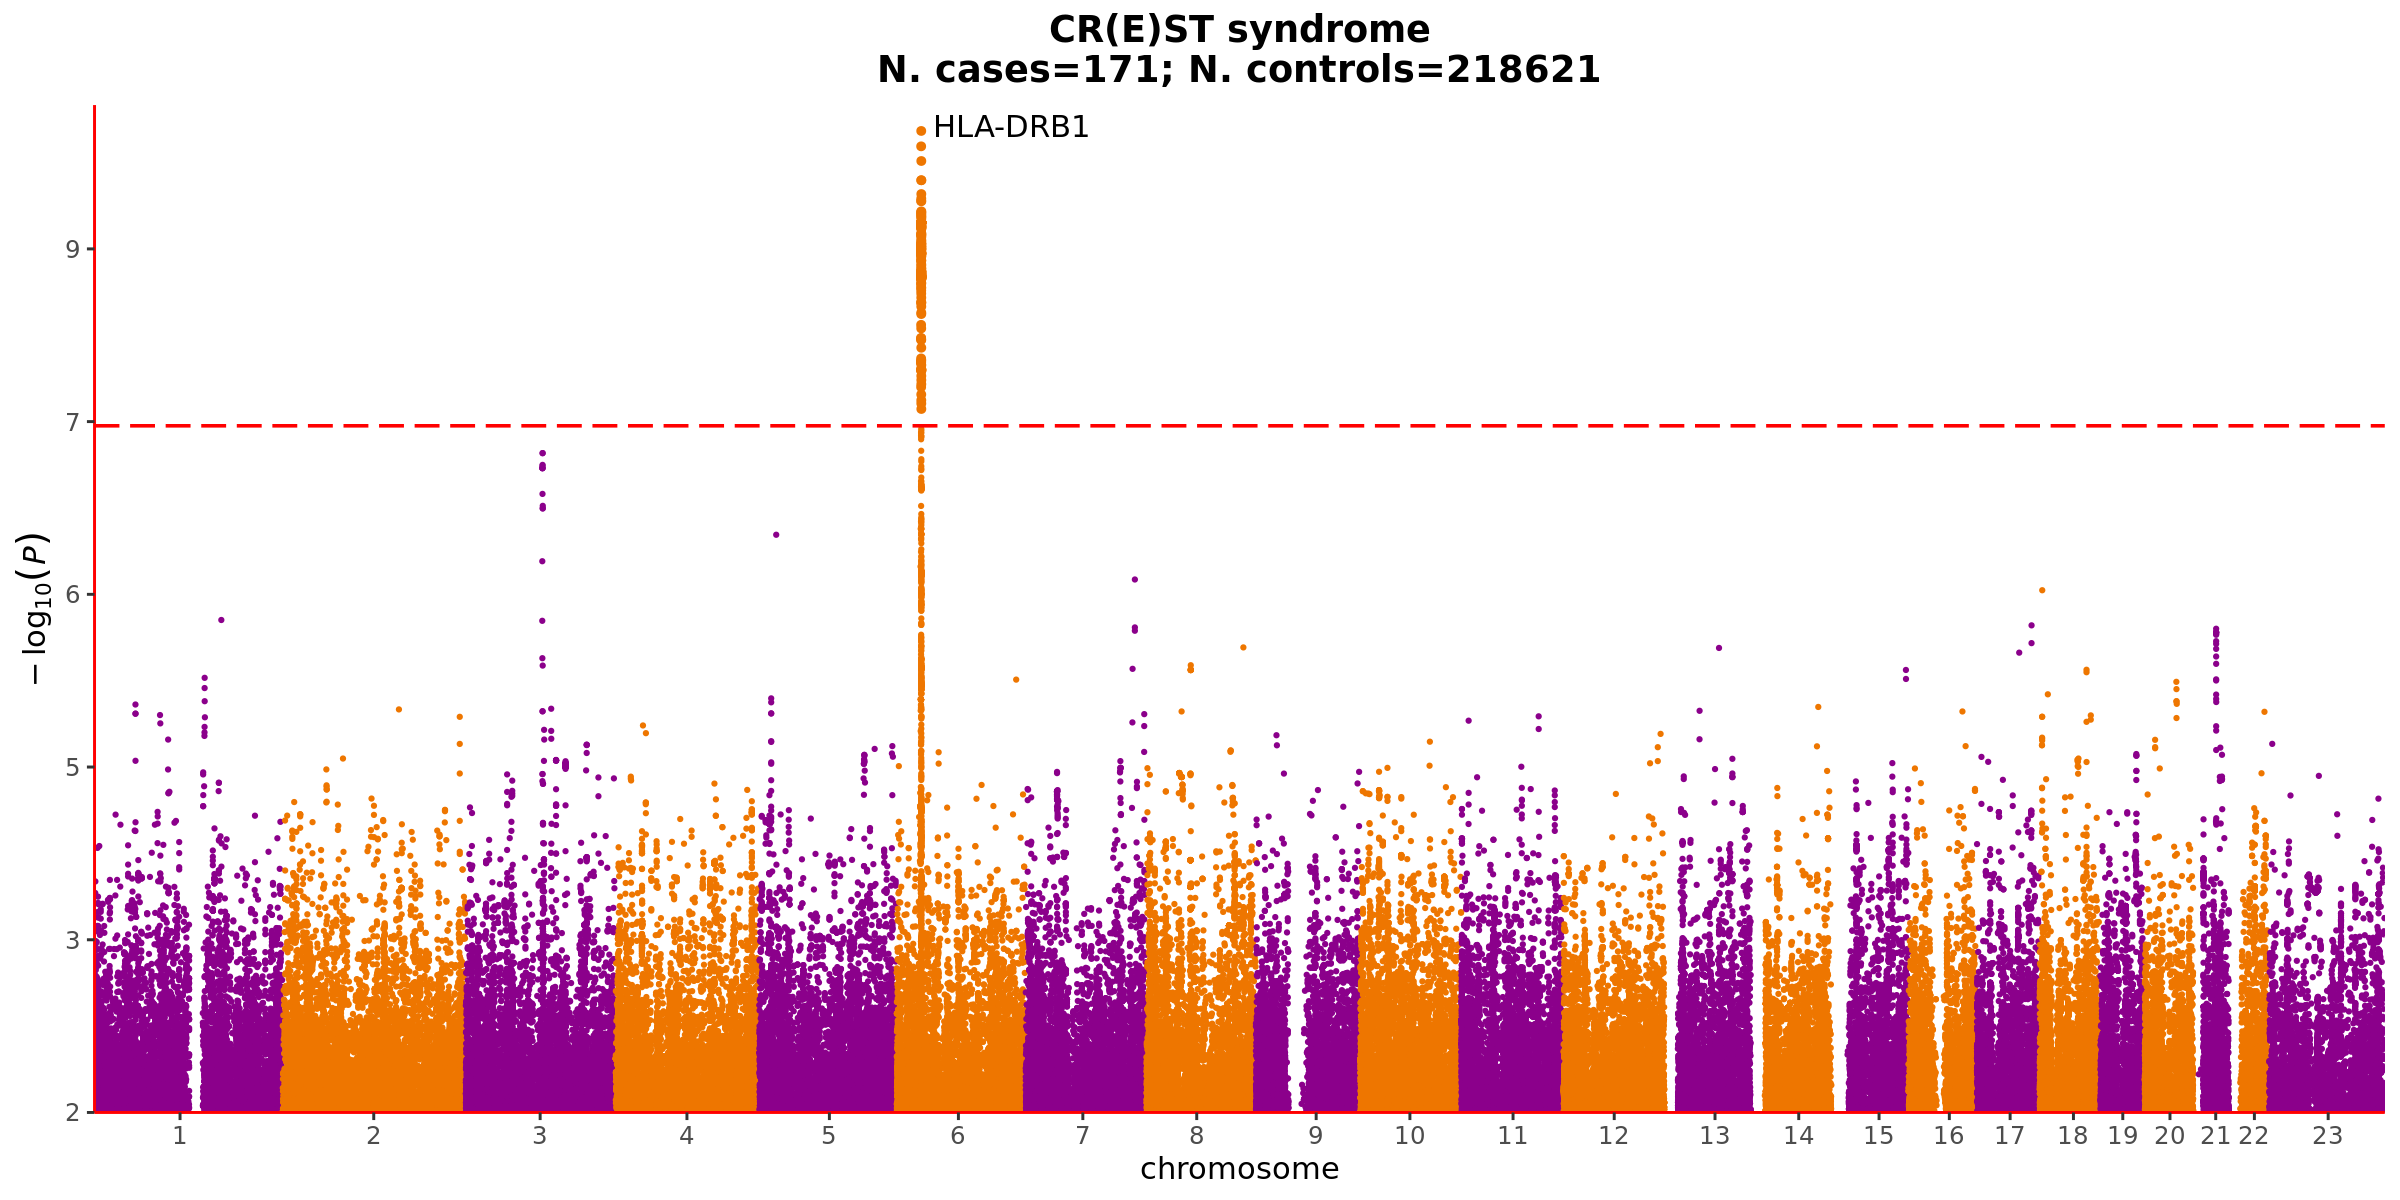 CR(E)ST syndrome
N. cases=171; N. controls=218621
HLA-DRB1
9
7
6
5
3
2
−log10(P)
1 2 3 4 5 6 7 8 9 10 11 12 13 14 15 16 17 18 19 20 21 22 23
chromosome